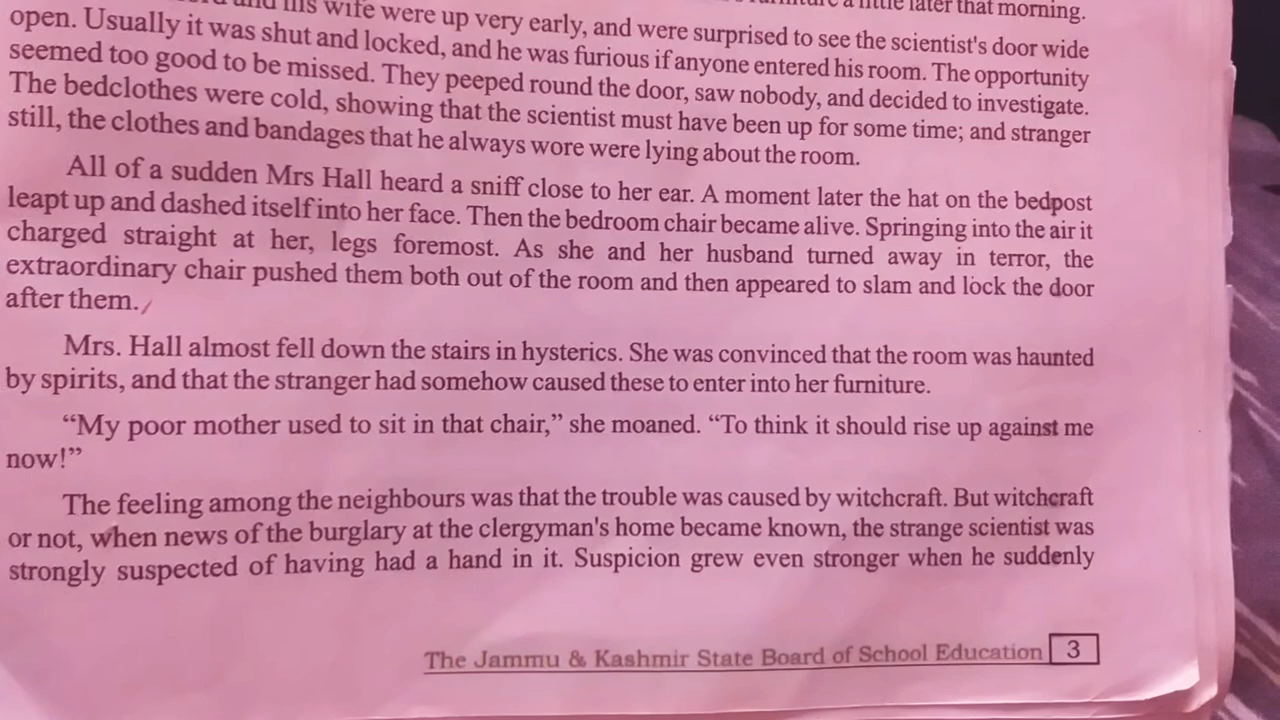 his wife were up very early, and were surprised to see the scientist's door wide
a little later that morning.
open. Usually it was shut and locked, and he was furious if anyone entered his room. The opportunity
seemed too good to be missed. They peeped round the door, saw nobody, and decided to investigate.
The bedclothes were cold, showing that the scientist must have been up for some time; and stranger
still, the clothes and bandages that he always wore were lying about the room.
All of a sudden Mrs Hall heard a sniff close to her ear. A moment later the hat on the bedpost
leapt up and dashed itself into her face. Then the bedroom chair became alive. Springing into the air it
charged straight at her, legs foremost. As she and her husband turned away in terror, the
extraordinary chair pushed them both out of the room and then appeared to slam and lock the door
after them.
Mrs. Hall almost fell down the stairs in hysterics. She was convinced that the room was haunted
by spirits, and that the stranger had somehow caused these to enter into her furniture.
“My poor mother used to sit in that chair,” she moaned. “To think it should rise up against me
now!”
The feeling among the neighbours was that the trouble was caused by witchcraft. But witchcraft
or not, when news of the burglary at the clergyman's home became known, the strange scientist was
strongly suspected of having had a hand in it. Suspicion grew even stronger when he suddenly
The Jammu & Kashmir State Board of School Education 3